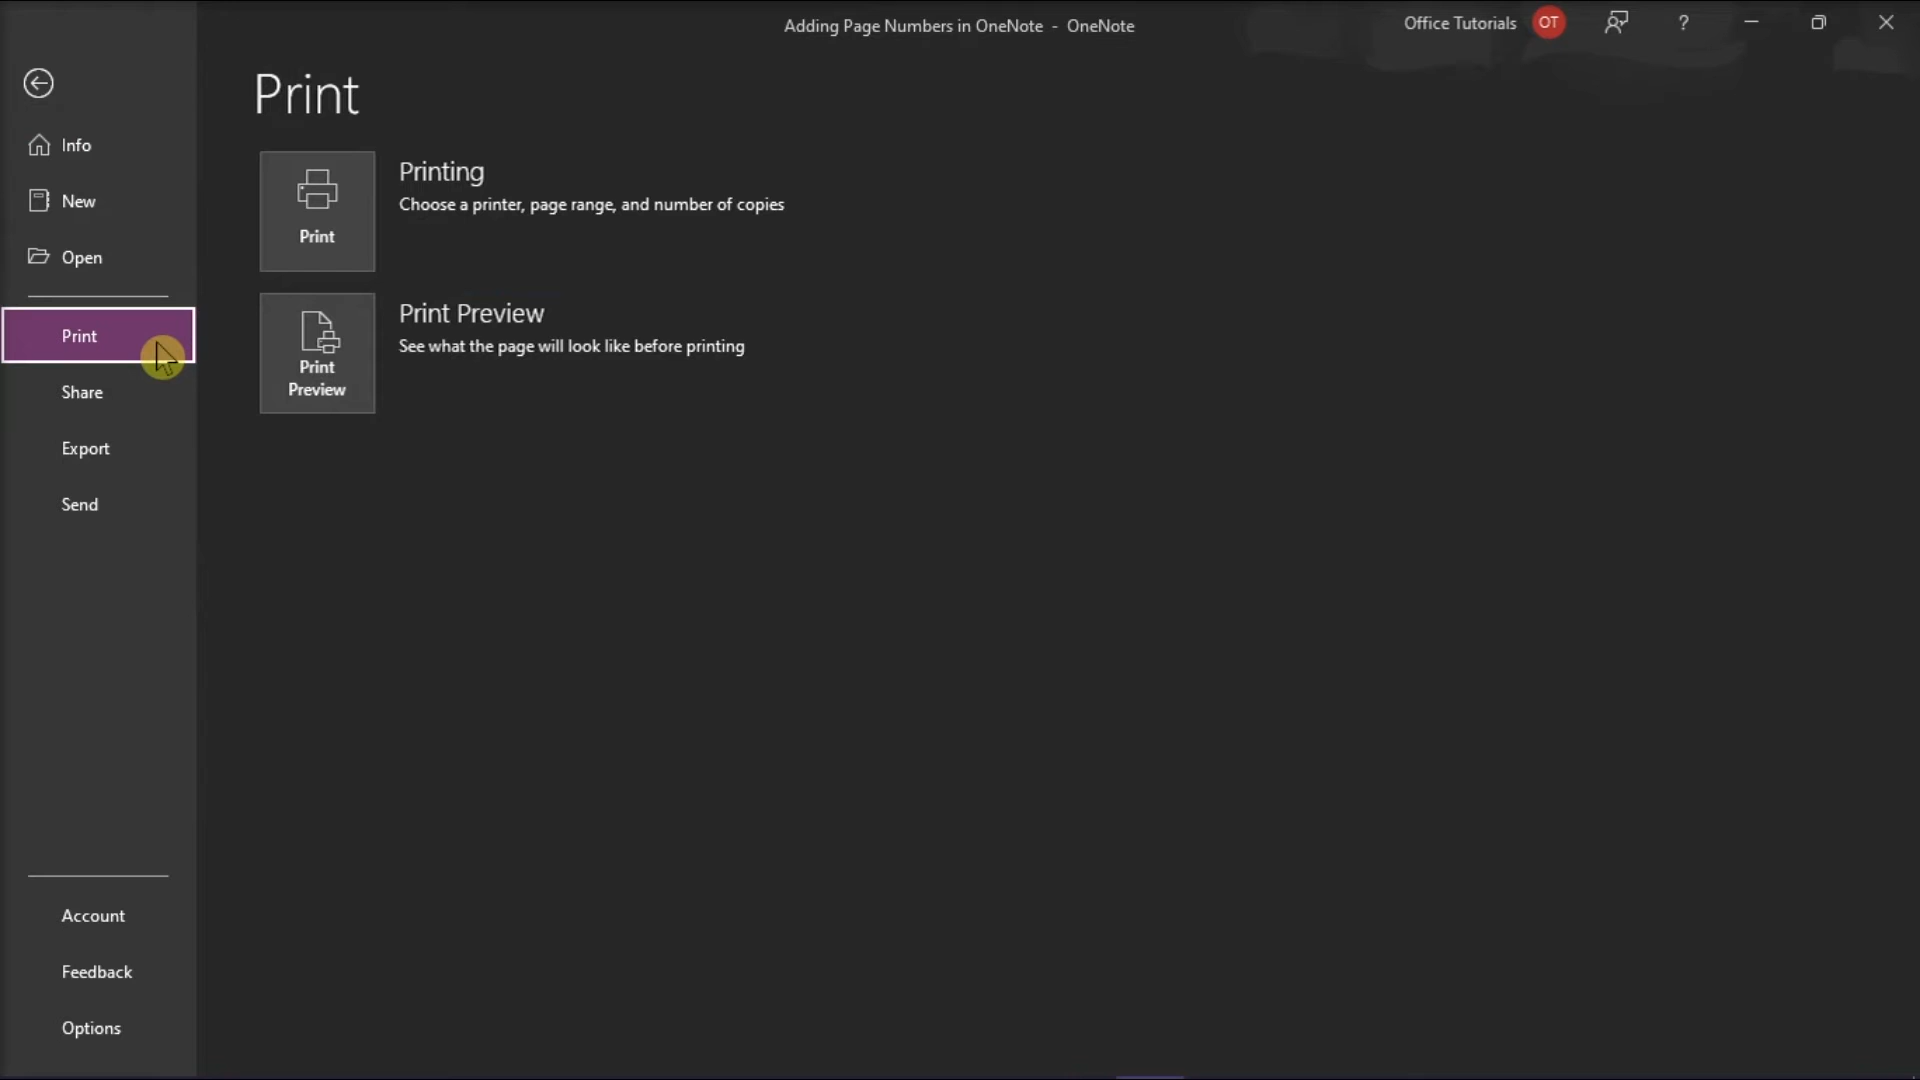 Adding Page Numbers in OneNote - OneNote
Office Tutorials OT ?
Info
New
Open
Print
Share
Export
Send
Account
Feedback
Options
Print
Print
Printing
Choose a printer, page range, and number of copies
Print
Preview
Print Preview
See what the page will look like before printing